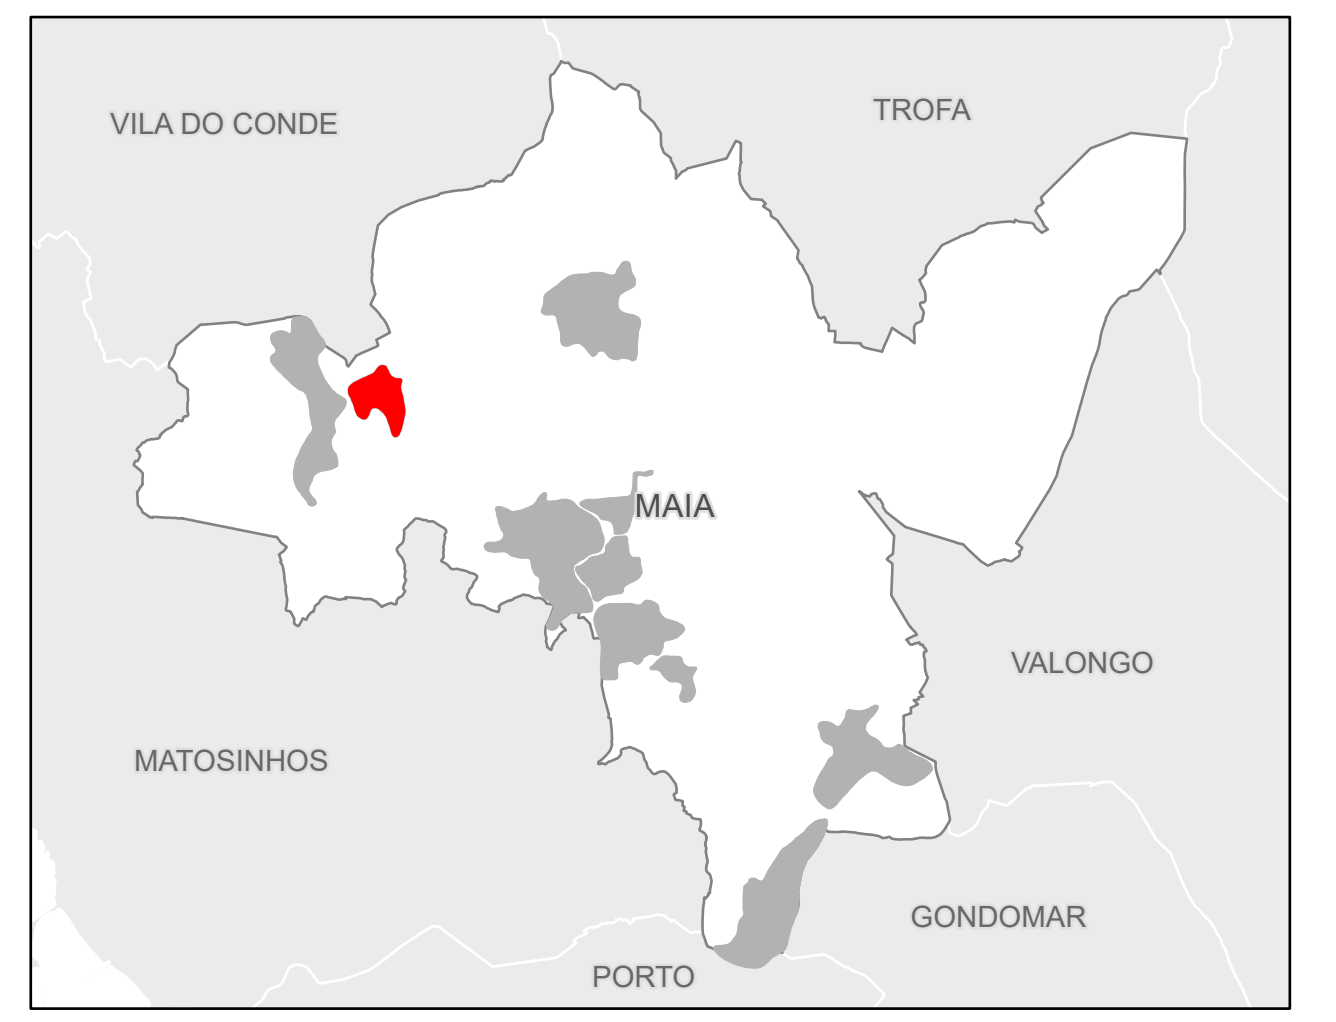 TROFA
VILA DO CONDE
MAIA
VALONGO
MATOSINHOS
GONDOMAR
PORTO